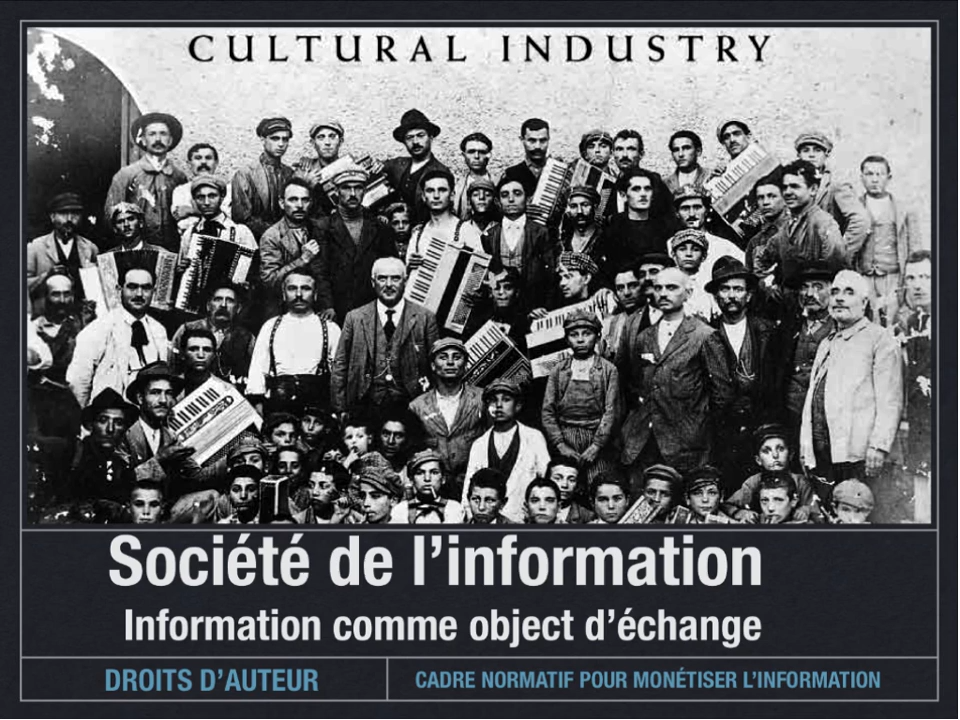 CULTURAL INDUSTRY
Société de l’information
Information comme object d’échange
DROITS D’AUTEUR
CADRE NORMATIF POUR MONÉTISER L’INFORMATION